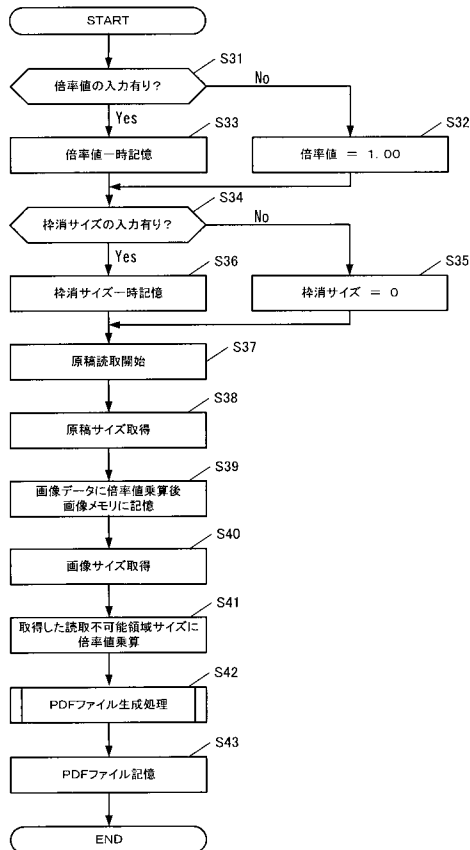 START
S31
倍率値の入力有り?
No
Yes
S33
S32
倍率値一時記憶
倍率値 = 1.00
S34
枠消サイズの入力有り?
No
Yes
S36
S35
枠消サイズ一時記憶
枠消サイズ = 0
S37
原稿読取開始
S38
原稿サイズ取得
S39
画像データに倍率値乗算後
画像メモリに記憶
S40
画像サイズ取得
S41
取得した読取不可能領域サイズに
倍率値乗算
S42
PDFファイル生成処理
S43
PDFファイル記憶
END